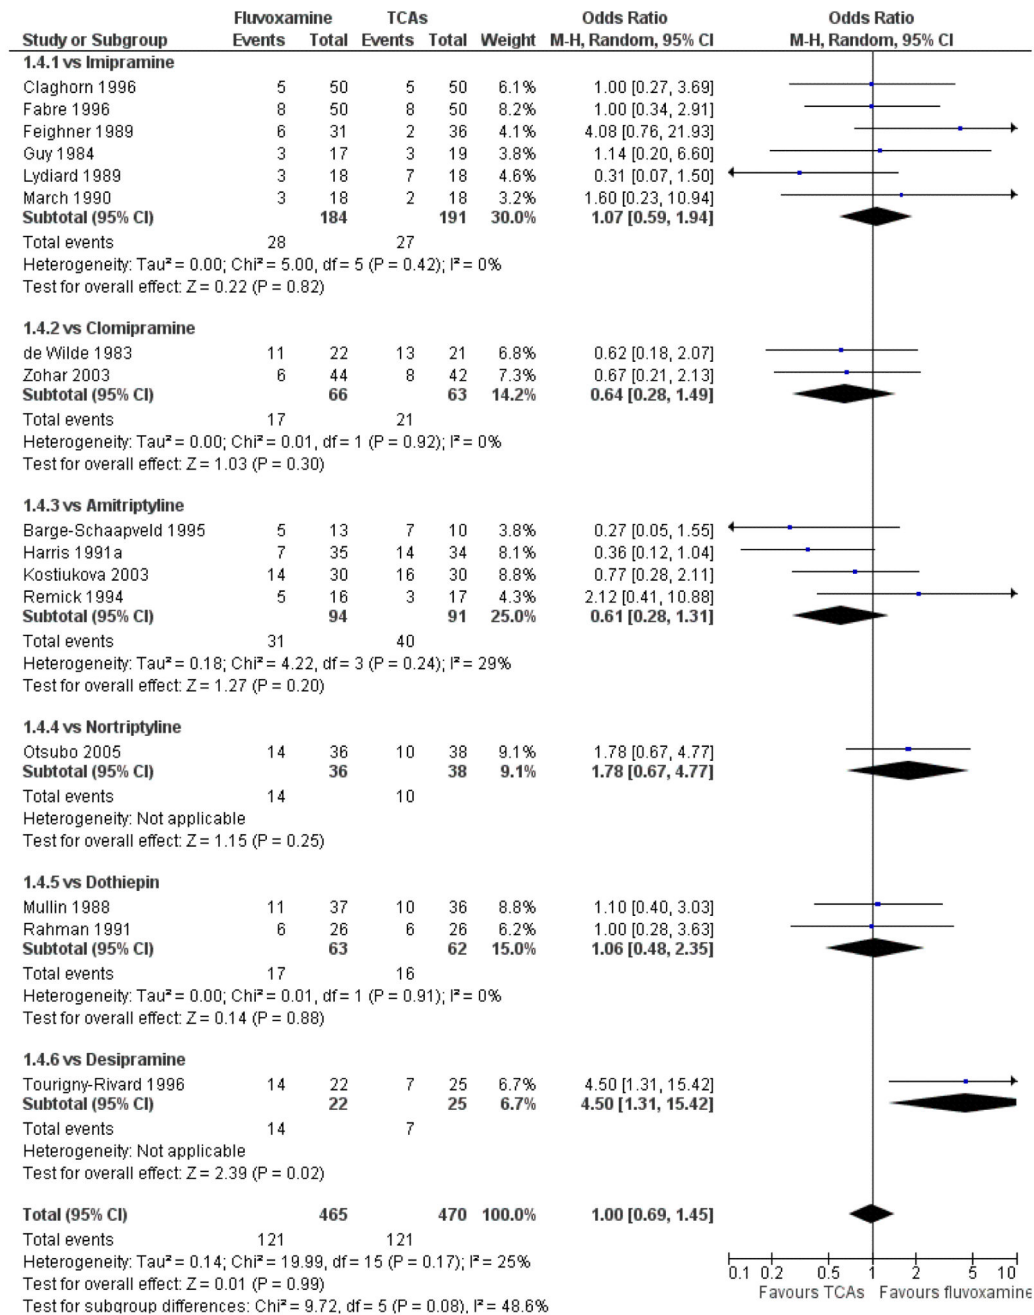 Fluvoxamine TCAs Odds Ratio Odds Ratio
Study or Subgroup Events Total Events Total Weight M-H, Random, 95% CI M-H, Random, 95% CI
1.4.1 vs Imipramine
Claghorn 1996 5 50 5 50 6.1% 1.00 [0.27, 3.69]
Fabre 1996 8 50 8 50 8.2% 1.00 [0.34, 2.91]
Feighner 1989 6 31 2 36 4.1% 4.08 [0.76, 21.93]
Guy 1984 3 17 3 19 3.8% 1.14 [0.20, 6.60]
Lydiard 1989 3 18 7 18 4.6% 0.31 [0.07, 1.50]
March 1990 3 18 2 18 3.2% 1.60 [0.23, 10.94]
Subtotal (95% CI) 184 191 30.0% 1.07 [0.59, 1.94]
Total events 28 27
Heterogeneity: Tau² = 0.00; Chi² = 5.00, df = 5 (P = 0.42); I² = 0%
Test for overall effect: Z = 0.22 (P = 0.82)
1.4.2 vs Clomipramine
de Wilde 1983 11 22 13 21 6.8% 0.62 [0.18, 2.07]
Zohar 2003 6 44 8 42 7.3% 0.67 [0.21, 2.13]
Subtotal (95% CI) 66 63 14.2% 0.64 [0.28, 1.49]
Total events 17 21
Heterogeneity: Tau² = 0.00; Chi² = 0.01, df = 1 (P = 0.92); I² = 0%
Test for overall effect: Z = 1.03 (P = 0.30)
1.4.3 vs Amitriptyline
Barge-Schaapveld 1995 5 13 7 10 3.8% 0.27 [0.05, 1.55]
Harris 1991a 7 35 14 34 8.1% 0.36 [0.12, 1.04]
Kostiukova 2003 14 30 16 30 8.8% 0.77 [0.28, 2.11]
Remick 1994 5 16 3 17 4.3% 2.12 [0.41, 10.88]
Subtotal (95% CI) 94 91 25.0% 0.61 [0.28, 1.31]
Total events 31 40
Heterogeneity: Tau² = 0.18; Chi² = 4.22, df = 3 (P = 0.24); I² = 29%
Test for overall effect: Z = 1.27 (P = 0.20)
1.4.4 vs Nortriptyline
Otsubo 2005 14 36 10 38 9.1% 1.78 [0.67, 4.77]
Subtotal (95% CI) 36 38 9.1% 1.78 [0.67, 4.77]
Total events 14 10
Heterogeneity: Not applicable
Test for overall effect: Z = 1.15 (P = 0.25)
1.4.5 vs Dothiepin
Mullin 1988 11 37 10 36 8.8% 1.10 [0.40, 3.03]
Rahman 1991 6 26 6 26 6.2% 1.00 [0.28, 3.63]
Subtotal (95% CI) 63 62 15.0% 1.06 [0.48, 2.35]
Total events 17 16
Heterogeneity: Tau² = 0.00; Chi² = 0.01, df = 1 (P = 0.91); I² = 0%
Test for overall effect: Z = 0.14 (P = 0.88)
1.4.6 vs Desipramine
Tourigny-Rivard 1996 14 22 7 25 6.7% 4.50 [1.31, 15.42]
Subtotal (95% CI) 22 25 6.7% 4.50 [1.31, 15.42]
Total events 14 7
Heterogeneity: Not applicable
Test for overall effect: Z = 2.39 (P = 0.02)
Total (95% CI) 465 470 100.0% 1.00 [0.69, 1.45]
Total events 121 121
Heterogeneity: Tau² = 0.14; Chi² = 19.99, df = 15 (P = 0.17); I² = 25%
Test for overall effect: Z = 0.01 (P = 0.99)
Test for subgroup differences: Chi² = 9.72, df = 5 (P = 0.08), I² = 48.6%
0.1 0.2 0.5 1 2 5 10
Favours TCAs Favours fluvoxamine